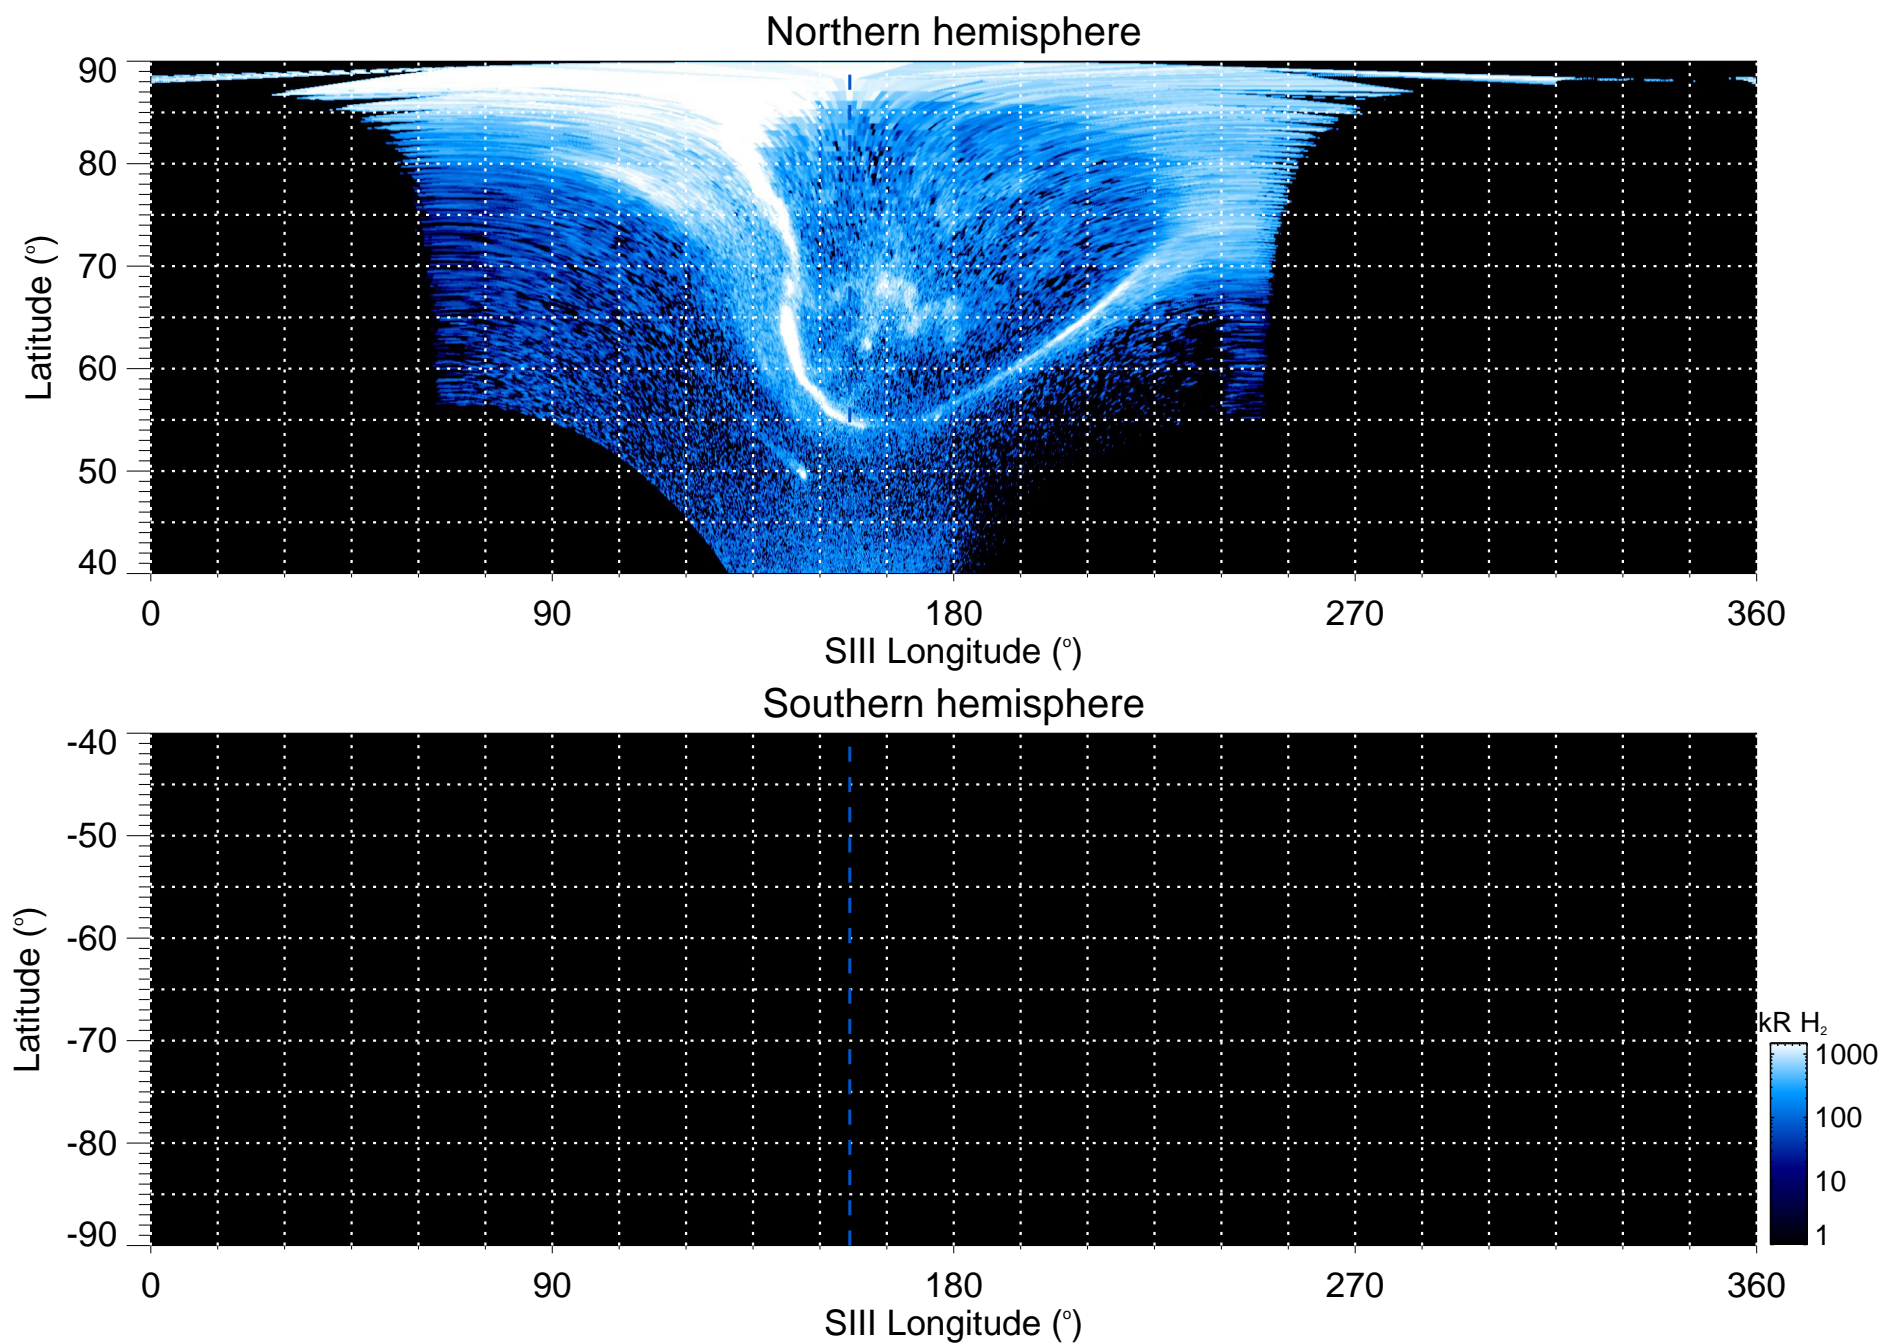 Northern hemisphere
90
80
70
60
50
40
Latitude (°)
0 90 180 270 360
SIII Longitude (°)
Southern hemisphere
-40
-50
-60
-70
-80
-90
Latitude (°)
0 90 180 270 360
SIII Longitude (°)
kR H₂
1000
100
10
1